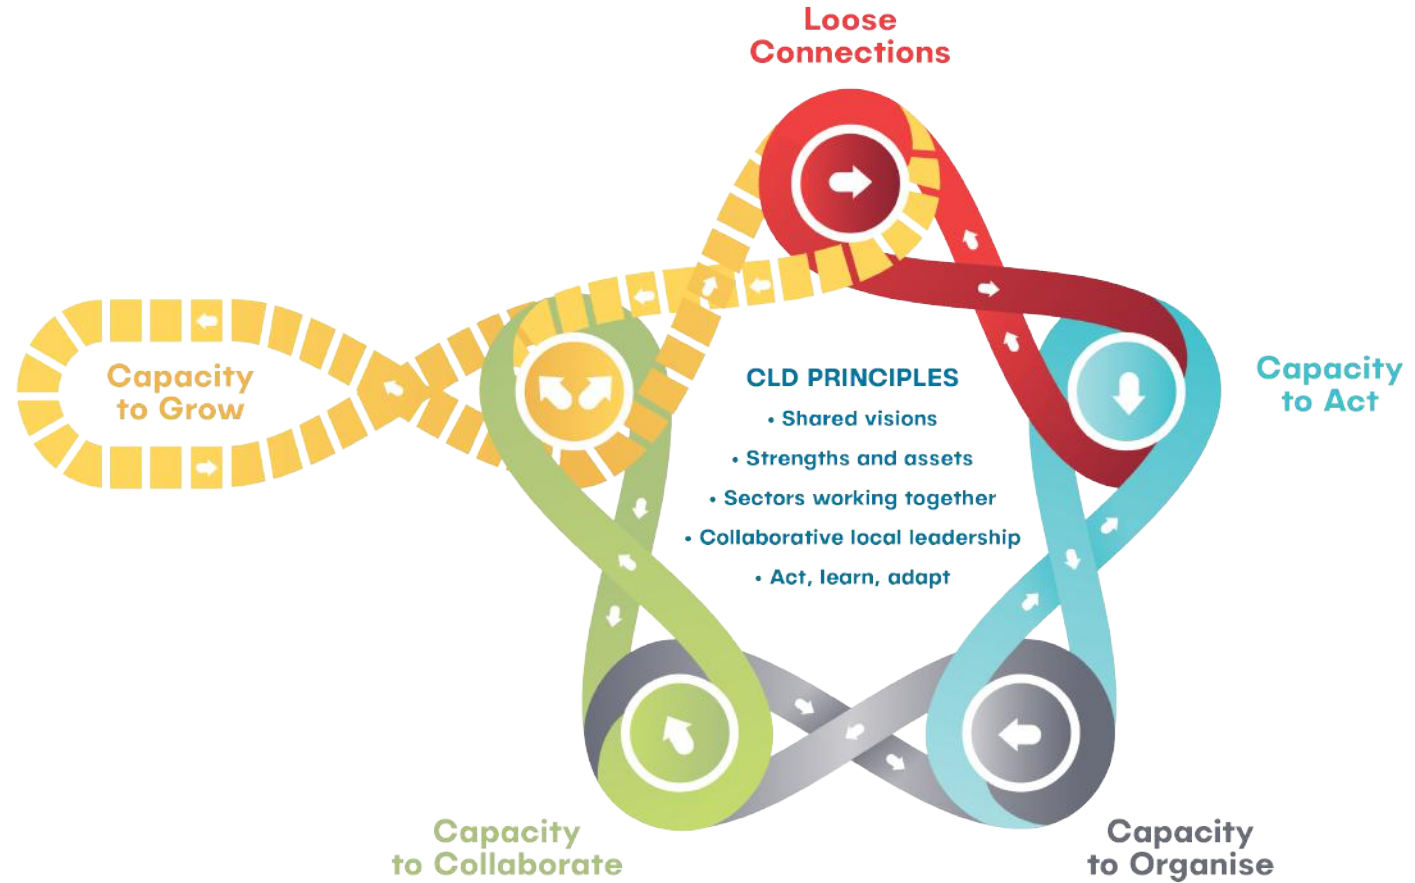 Loose
Connections
Capacity
to Grow
CLD PRINCIPLES
• Shared visions
• Strengths and assets
• Sectors working together
• Collaborative local leadership
• Act, learn, adapt
Capacity
to Act
Capacity
to Collaborate
Capacity
to Organise